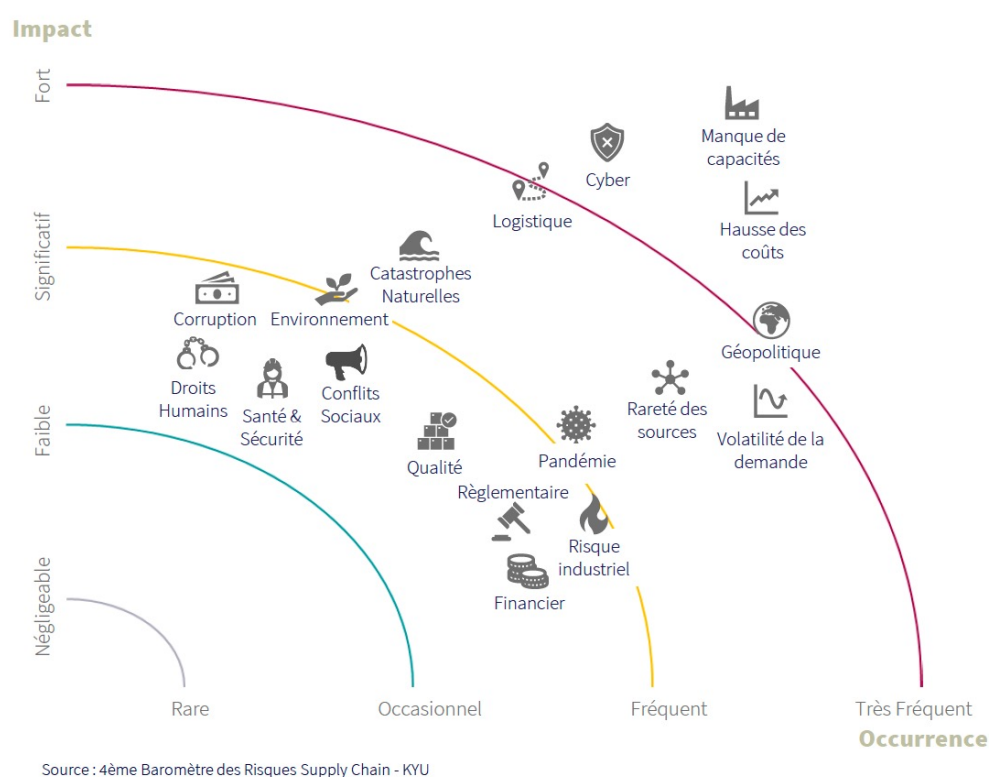 Impact
Fort
Significatif
Faible
Négligeable
Manque de
capacités
Cyber
Logistique
Hausse des
coûts
Catastrophes
Naturelles
Corruption
Environnement
Géopolitique
Droits
Humains
Santé &
Sécurité
Conflits
Sociaux
Rareté des
sources
Volatilité de la
demande
Qualité
Pandémie
Règlementaire
Risque
industriel
Financier
Rare
Occasionnel
Fréquent
Très Fréquent
Occurrence
Source : 4ème Baromètre des Risques Supply Chain - KYU